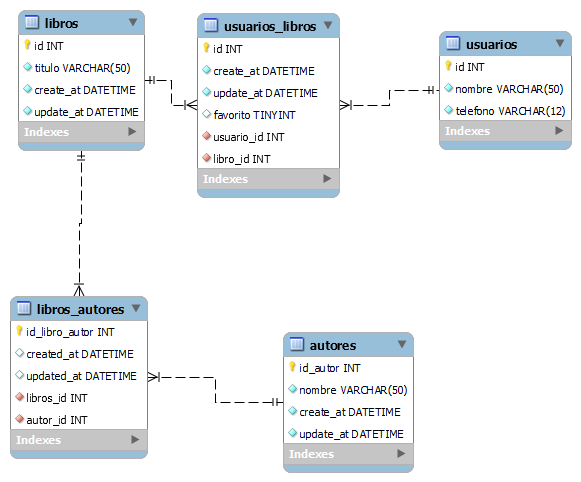 libros
id INT
titulo VARCHAR(50)
create_at DATETIME
update_at DATETIME
Indexes
usuarios_libros
id INT
create_at DATETIME
update_at DATETIME
favorito TINYINT
usuario_id INT
libro_id INT
Indexes
usuarios
id INT
nombre VARCHAR(50)
telefono VARCHAR(12)
Indexes
libros_autores
id_libro_autor INT
created_at DATETIME
updated_at DATETIME
libros_id INT
autor_id INT
Indexes
autores
id_autor INT
nombre VARCHAR(50)
create_at DATETIME
update_at DATETIME
Indexes